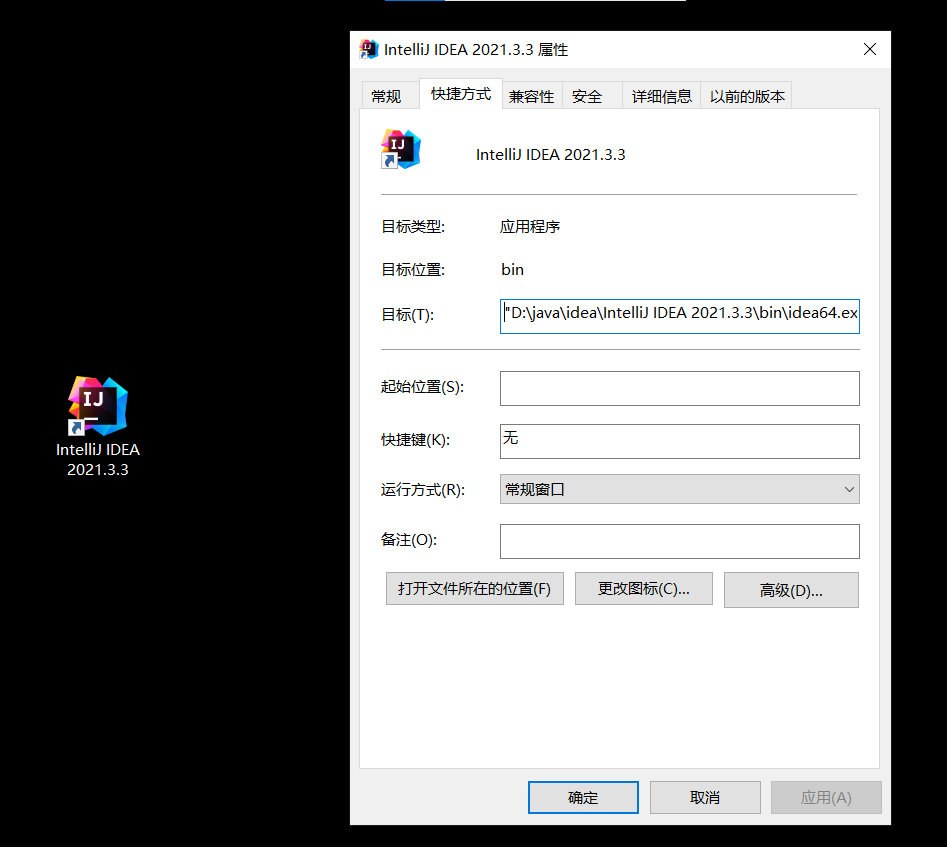 IntelliJ IDEA 2021.3.3 属性
常规 快捷方式 兼容性 安全 详细信息 以前的版本
IJ
IntelliJ IDEA 2021.3.3
目标类型: 应用程序
目标位置: bin
目标(T): "D:\java\idea\IntelliJ IDEA 2021.3.3\bin\idea64.ex
起始位置(S):
快捷键(K): 无
运行方式(R): 常规窗口
备注(O):
打开文件所在的位置(F) 更改图标(C)... 高级(D)...
确定 取消 应用(A)
IJ
IntelliJ IDEA
2021.3.3